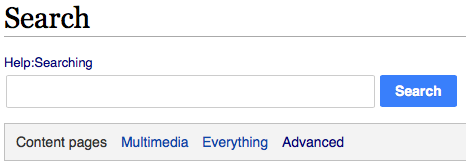 Search
Help:Searching
Search
Content pages Multimedia Everything Advanced